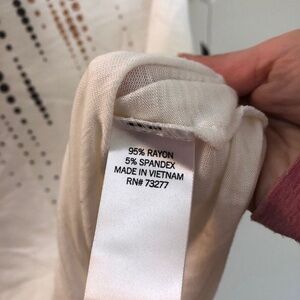 95% RAYON
5% SPANDEX
MADE IN VIETNAM
RN# 73277